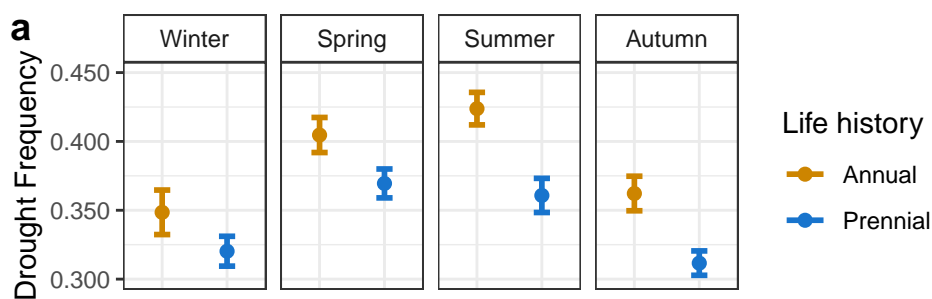 a
Winter
Spring
Summer
Autumn
Drought Frequency
0.450
0.400
0.350
0.300
Life history
Annual
Prennial